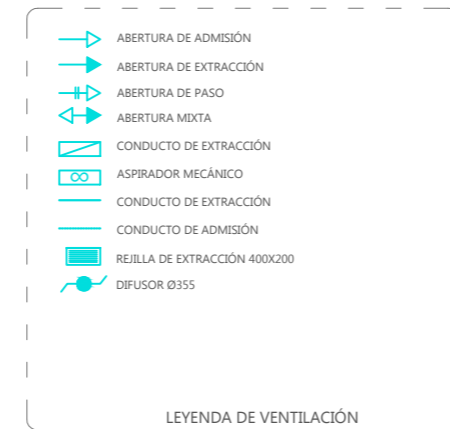 ABERTURA DE ADMISIÓN
ABERTURA DE EXTRACCIÓN
ABERTURA DE PASO
ABERTURA MIXTA
CONDUCTO DE EXTRACCIÓN
ASPIRADOR MECÁNICO
CONDUCTO DE EXTRACCIÓN
CONDUCTO DE ADMISIÓN
REJILLA DE EXTRACCIÓN 400X200
DIFUSOR Ø355
LEYENDA DE VENTILACIÓN